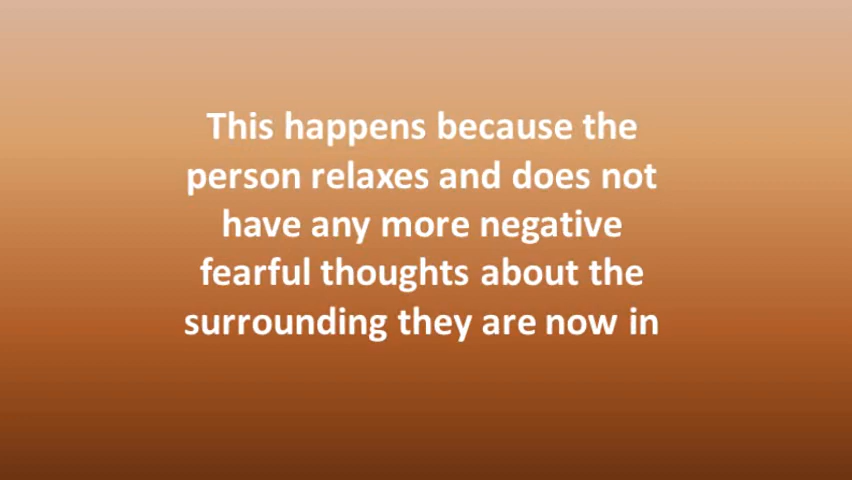 This happens because the
person relaxes and does not
have any more negative
fearful thoughts about the
surrounding they are now in